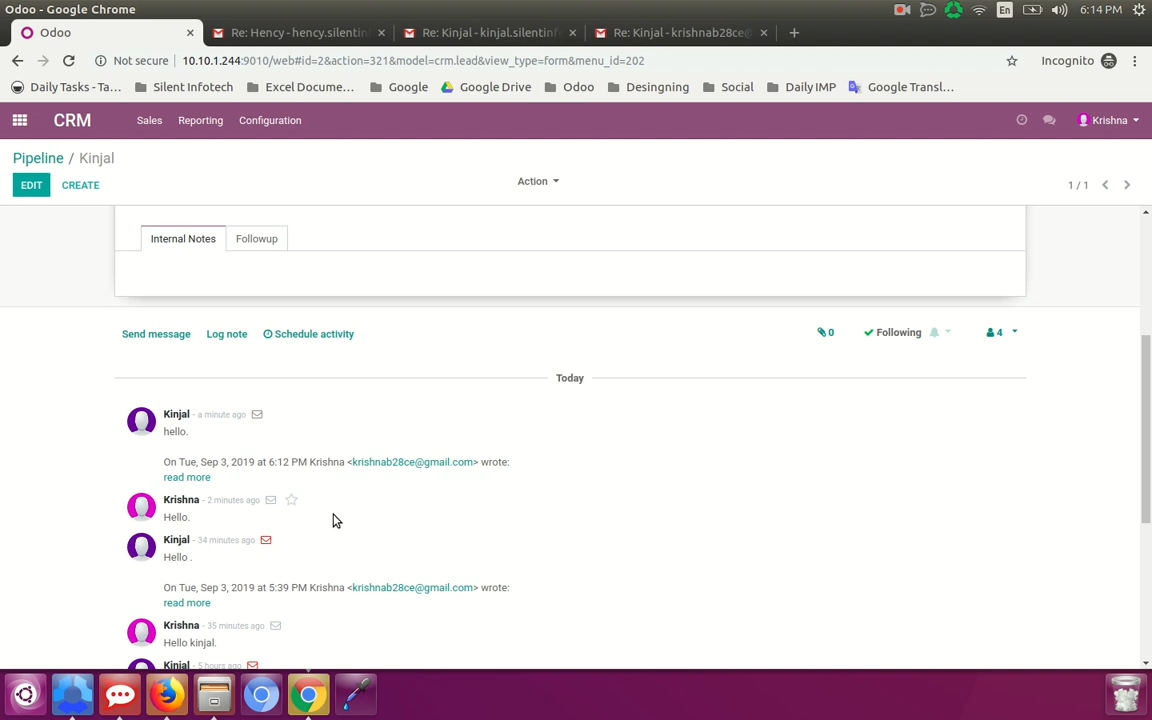 Odoo - Google Chrome
En
6:14 PM
Odoo
Re: Hency - hency.silentin
Re: Kinjal - kinjal.silentinf
Re: Kinjal - krishnab28ce@
Not secure
10.10.1.244:9010/web#id=2&action=321&model=crm.lead&view_type=form&menu_id=202
Incognito
Daily Tasks - Ta...
Silent Infotech
Excel Docume...
Google
Google Drive
Odoo
Desingning
Social
Daily IMP
Google Transl...
CRM
Sales
Reporting
Configuration
Krishna
Pipeline / Kinjal
EDIT
CREATE
Action
1 / 1
Internal Notes
Followup
Send message
Log note
Schedule activity
0
Following
4
Today
Kinjal - a minute ago
hello.
On Tue, Sep 3, 2019 at 6:12 PM Krishna <krishnab28ce@gmail.com> wrote:
read more
Krishna - 2 minutes ago
Hello.
Kinjal - 34 minutes ago
Hello .
On Tue, Sep 3, 2019 at 5:39 PM Krishna <krishnab28ce@gmail.com> wrote:
read more
Krishna - 35 minutes ago
Hello kinjal.
Kinjal - 5 hours ago